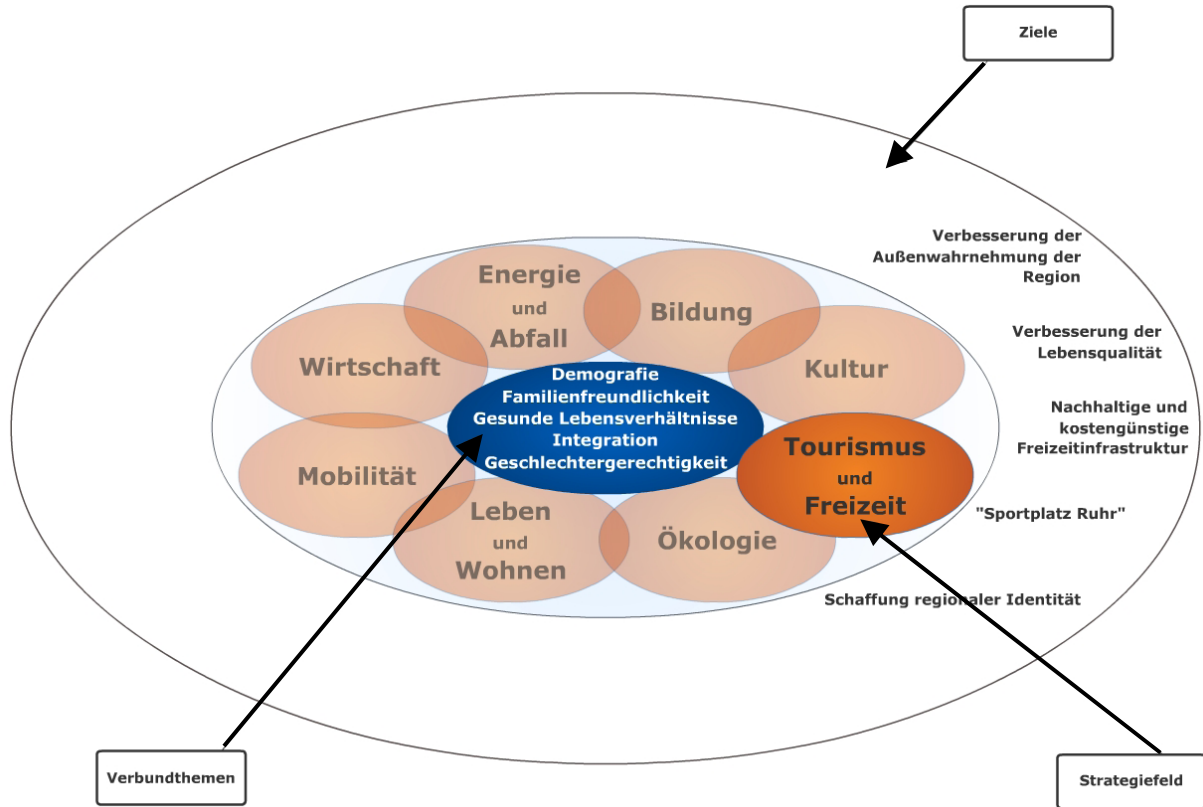 Ziele
Verbesserung der
Außenwahrnehmung der
Region
Verbesserung der
Lebensqualität
Nachhaltige und
kostengünstige
Freizeitinfrastruktur
"Sportplatz Ruhr"
Schaffung regionaler Identität
Energie
und
Abfall
Bildung
Wirtschaft
Kultur
Demografie
Familienfreundlichkeit
Gesunde Lebensverhältnisse
Integration
Geschlechtergerechtigkeit
Tourismus
und
Freizeit
Mobilität
Leben
und
Wohnen
Ökologie
Verbundthemen
Strategiefeld